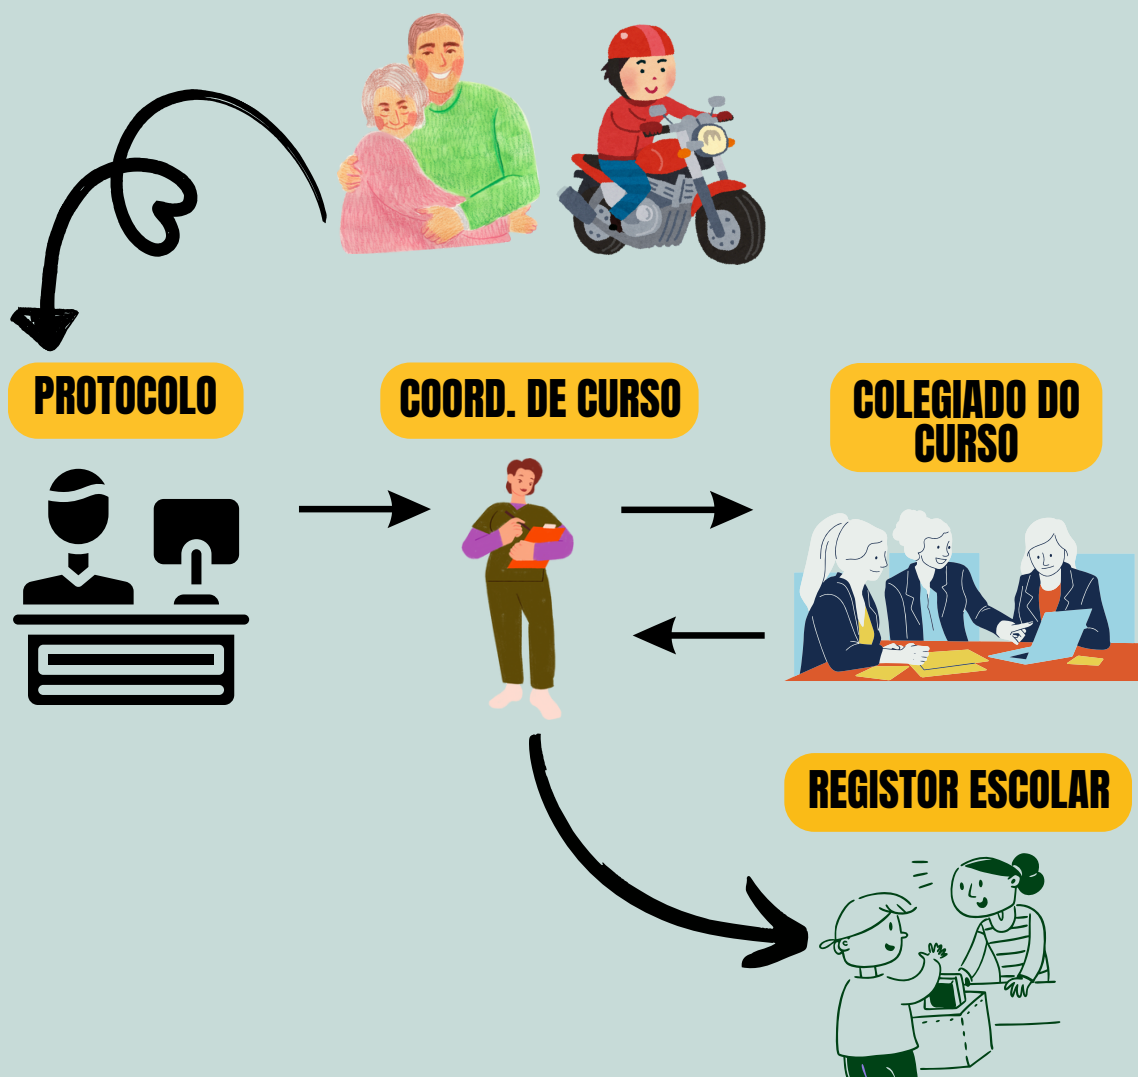 PROTOCOLO
COORD. DE CURSO
COLEGIADO DO
CURSO
REGISTOR ESCOLAR